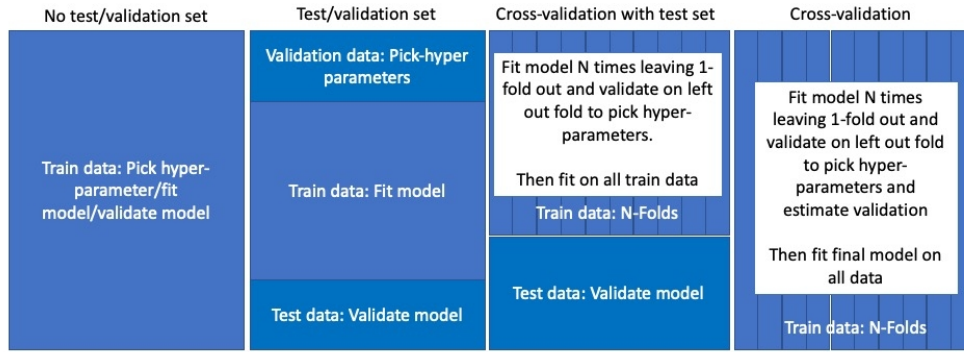 No test/validation set
Train data: Pick hyper-
parameter/fit
model/validate model
Test/validation set
Validation data: Pick-hyper
parameters
Train data: Fit model
Test data: Validate model
Cross-validation with test set
Fit model N times leaving 1-
fold out and validate on left
out fold to pick hyper-
parameters.
Then fit on all train data
Train data: N-Folds
Test data: Validate model
Cross-validation
Fit model N times
leaving 1-fold out and
validate on left out fold
to pick hyper-
parameters and
estimate validation
Then fit final model on
all data
Train data: N-Folds